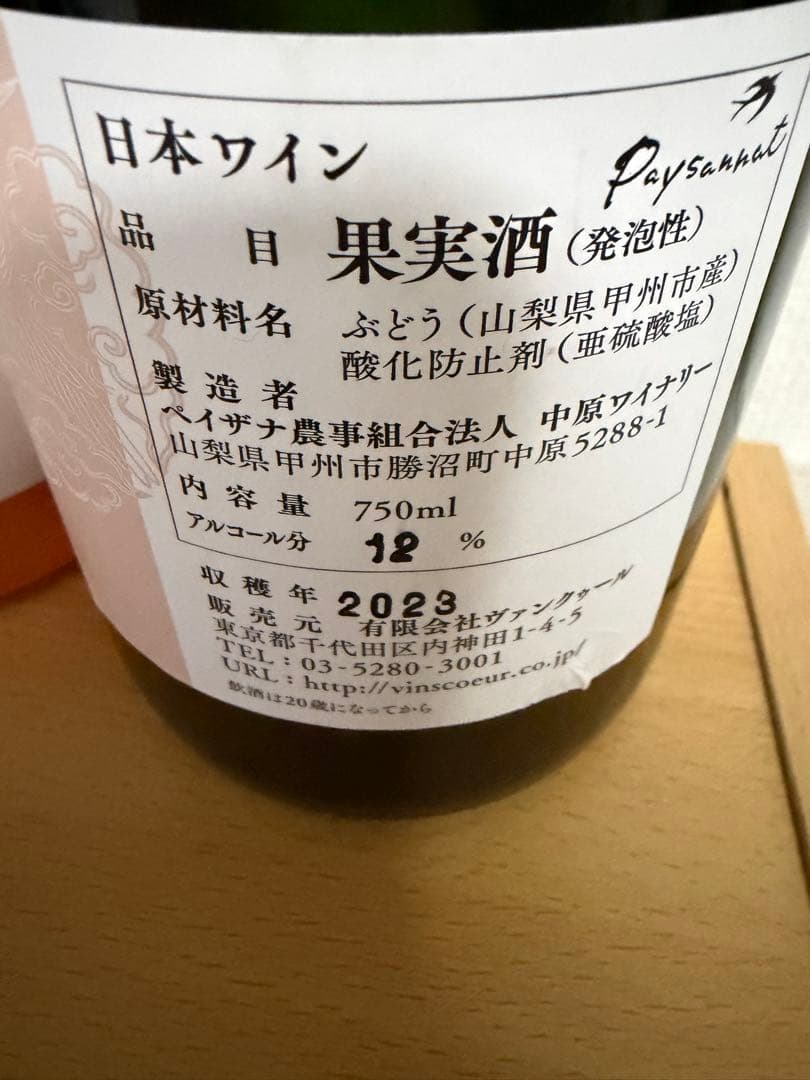 日本ワイン
Paysannat
品目 果実酒(発泡性)
原材料名 ぶどう(山梨県甲州市産)
酸化防止剤(亜硫酸塩)
製造者
ペイザナ農事組合法人 中原ワイナリー
山梨県甲州市勝沼町中原5288-1
内容量 750ml
アルコール分 12 %
収穫年 2023
販売元 有限会社ヴァンクゥール
東京都千代田区内神田1-4-5
TEL：03-5280-3001
URL：http://vinscoeur.co.jp/
飲酒は20歳になってから